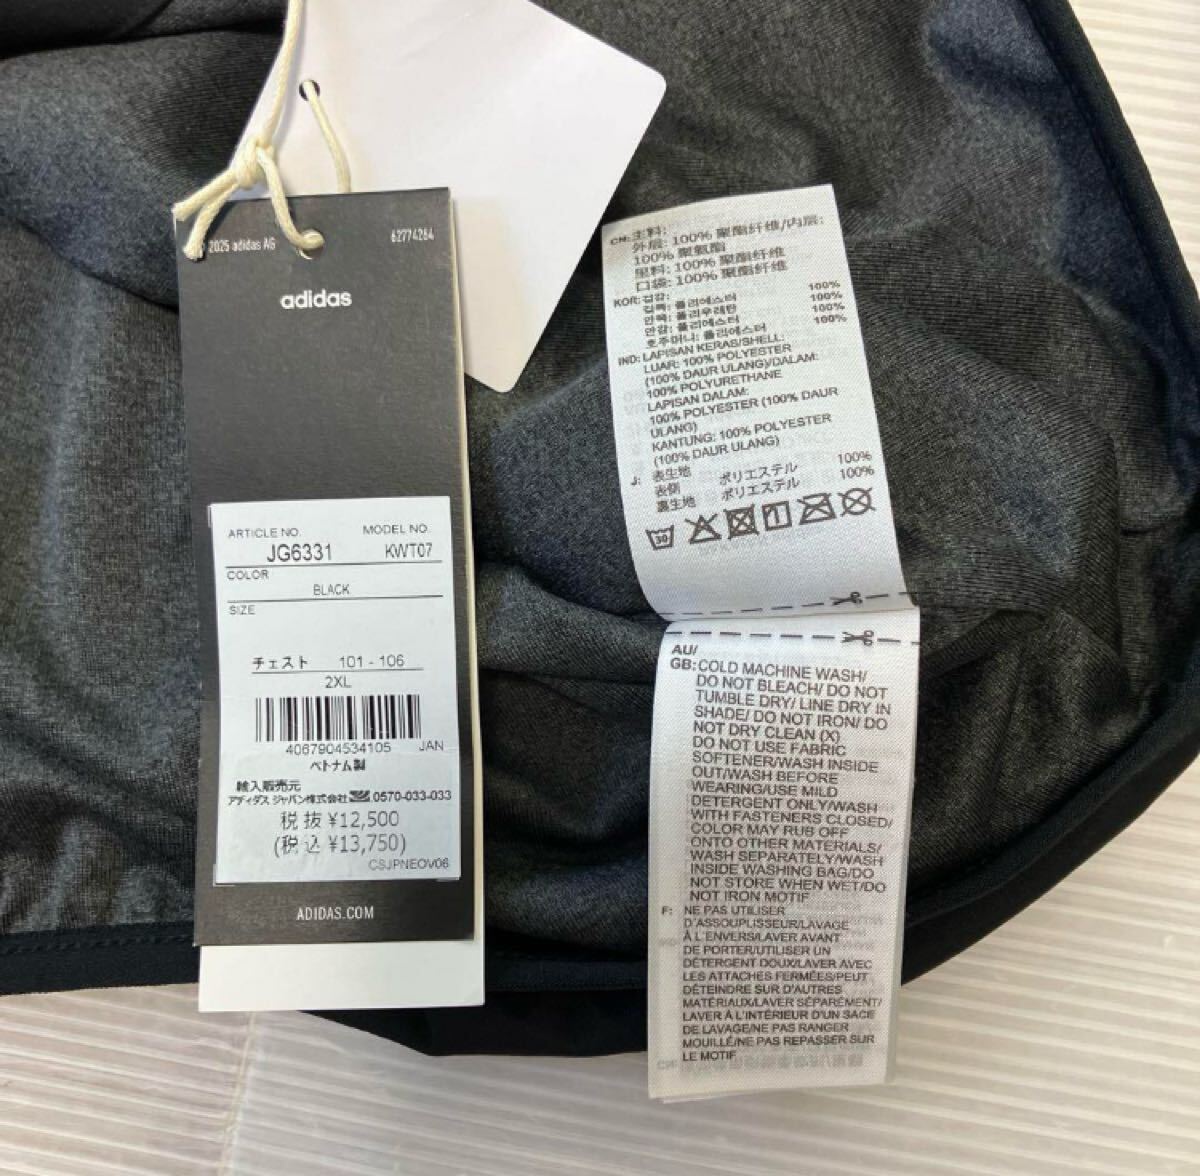 © 2025 adidas AG
62774264
adidas
ARTICLE NO.
MODEL NO.
JG6331
KWT07
COLOR
BLACK
SIZE
チェスト 101 - 106
2XL
4067904534105 JAN
ベトナム製
輸入販売元
アディダス ジャパン株式会社 0570-033-033
税 抜 ¥12,500
(税 込 ¥13,750)
CSJPNEOV06
ADIDAS.COM
CN: 主料:
外层: 100% 聚酯纤维/内层:
100% 聚氨酯
里料: 100% 聚酯纤维
口袋: 100% 聚酯纤维
KOR: 겉감:
겉쪽: 폴리에스터 100%
안쪽: 폴리우레탄 100%
안감: 폴리에스터 100%
호주머니: 폴리에스터 100%
IND: LAPISAN KERAS/SHELL:
LUAR: 100% POLYESTER
(100% DAUR ULANG)/DALAM:
100% POLYURETHANE
LAPISAN DALAM:
100% POLYESTER (100% DAUR
ULANG)
KANTUNG: 100% POLYESTER
(100% DAUR ULANG)
J: 表生地
表側 ポリエステル 100%
裏生地 ポリエステル 100%
30
AU/
GB: COLD MACHINE WASH/
DO NOT BLEACH/ DO NOT
TUMBLE DRY/ LINE DRY IN
SHADE/ DO NOT IRON/ DO
NOT DRY CLEAN (X)
DO NOT USE FABRIC
SOFTENER/WASH INSIDE
OUT/WASH BEFORE
WEARING/USE MILD
DETERGENT ONLY/WASH
WITH FASTENERS CLOSED/
COLOR MAY RUB OFF
ONTO OTHER MATERIALS/
WASH SEPARATELY/WASH
INSIDE WASHING BAG/DO
NOT STORE WHEN WET/DO
NOT IRON MOTIF
F: NE PAS UTILISER
D'ASSOUPLISSEUR/LAVAGE
À L'ENVERS/LAVER AVANT
DE PORTER/UTILISER UN
DÉTERGENT DOUX/LAVER AVEC
LES ATTACHES FERMÉES/PEUT
DÉTEINDRE SUR D'AUTRES
MATÉRIAUX/LAVER SÉPARÉMENT/
LAVER À L'INTÉRIEUR D'UN SAC
DE LAVAGE/NE PAS RANGER
MOUILLÉ/NE PAS REPASSER SUR
LE MOTIF